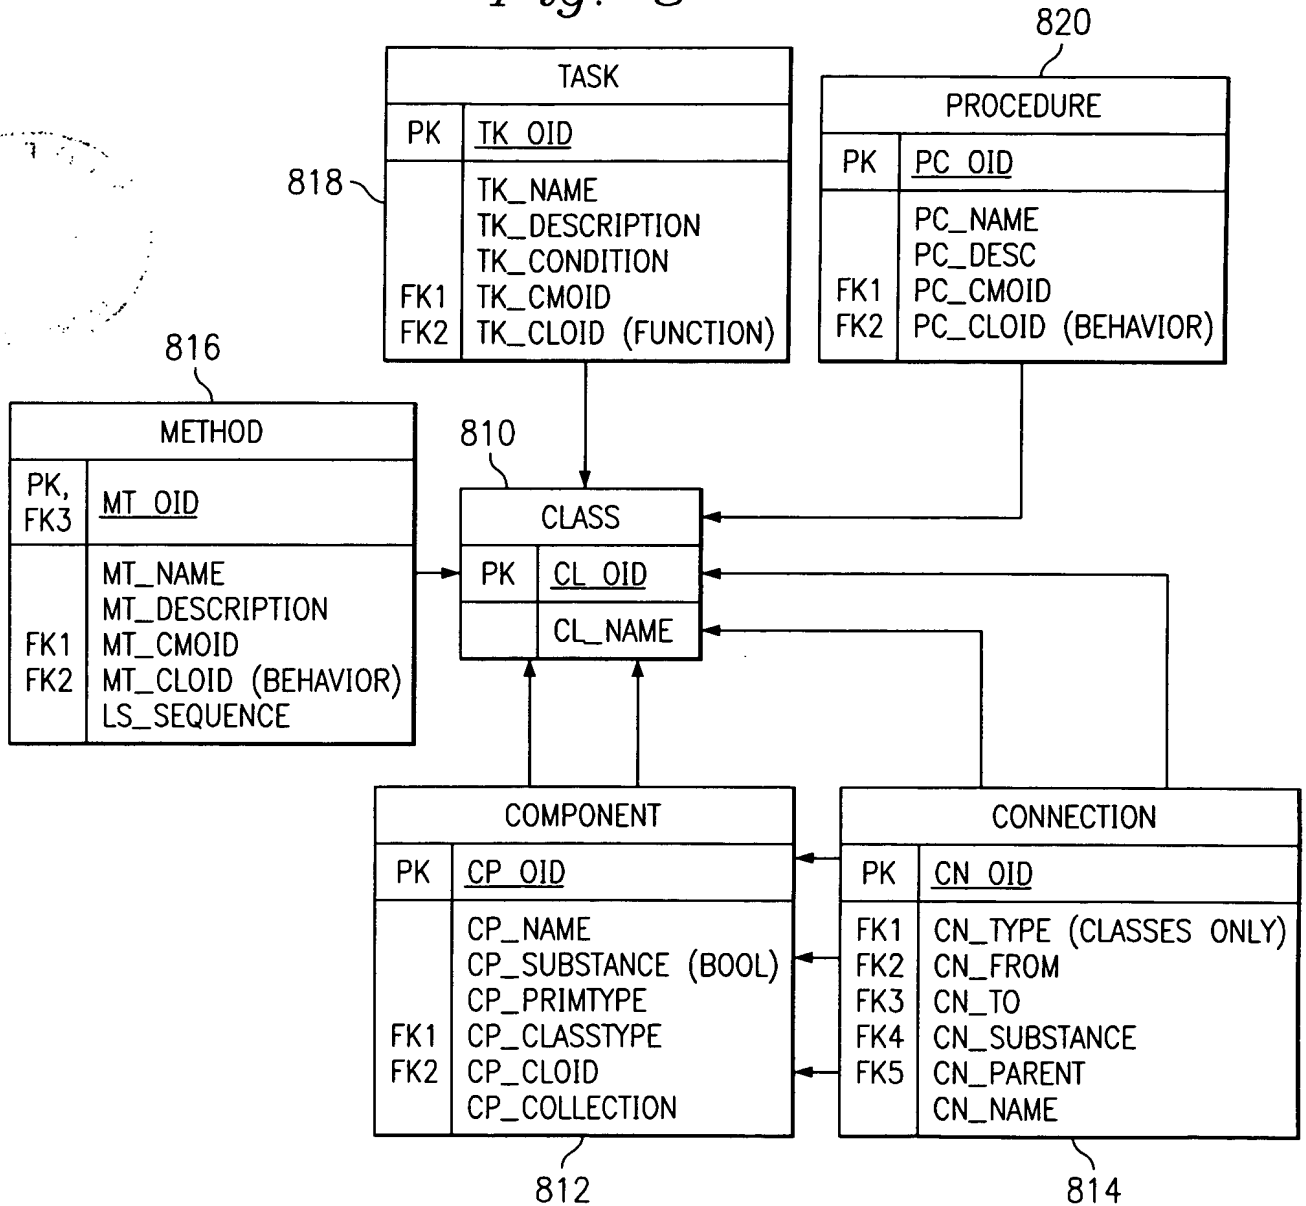 820
TASK
PK TK_OID
818
TK_NAME
TK_DESCRIPTION
TK_CONDITION
FK1 TK_CMOID
FK2 TK_CLOID (FUNCTION)
PROCEDURE
PK PC_OID
PC_NAME
PC_DESC
FK1 PC_CMOID
FK2 PC_CLOID (BEHAVIOR)
816
METHOD
PK,
FK3 MT_OID
MT_NAME
MT_DESCRIPTION
FK1 MT_CMOID
FK2 MT_CLOID (BEHAVIOR)
LS_SEQUENCE
810
CLASS
PK CL_OID
CL_NAME
COMPONENT
PK CP_OID
CP_NAME
CP_SUBSTANCE (BOOL)
CP_PRIMTYPE
FK1 CP_CLASSTYPE
FK2 CP_CLOID
CP_COLLECTION
812
CONNECTION
PK CN_OID
FK1 CN_TYPE (CLASSES ONLY)
FK2 CN_FROM
FK3 CN_TO
FK4 CN_SUBSTANCE
FK5 CN_PARENT
CN_NAME
814